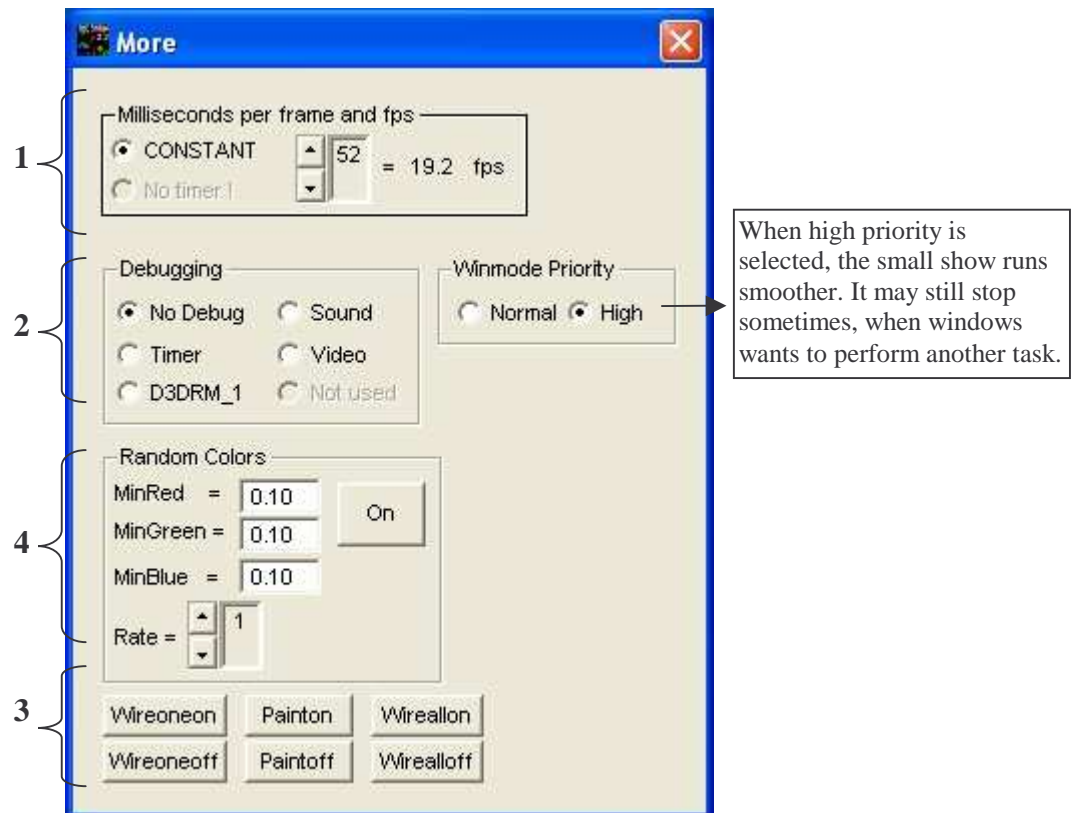 More
1
Milliseconds per frame and fps
CONSTANT
52
= 19.2 fps
No timer !
2
Debugging
No Debug
Sound
Timer
Video
D3DRM_1
Not used
Winmode Priority
Normal
High
When high priority is
selected, the small show runs
smoother. It may still stop
sometimes, when windows
wants to perform another task.
4
Random Colors
MinRed = 0.10
On
MinGreen = 0.10
MinBlue = 0.10
Rate = 1
3
Wireoneon
Painton
Wireallon
Wireoneoff
Paintoff
Wirealloff